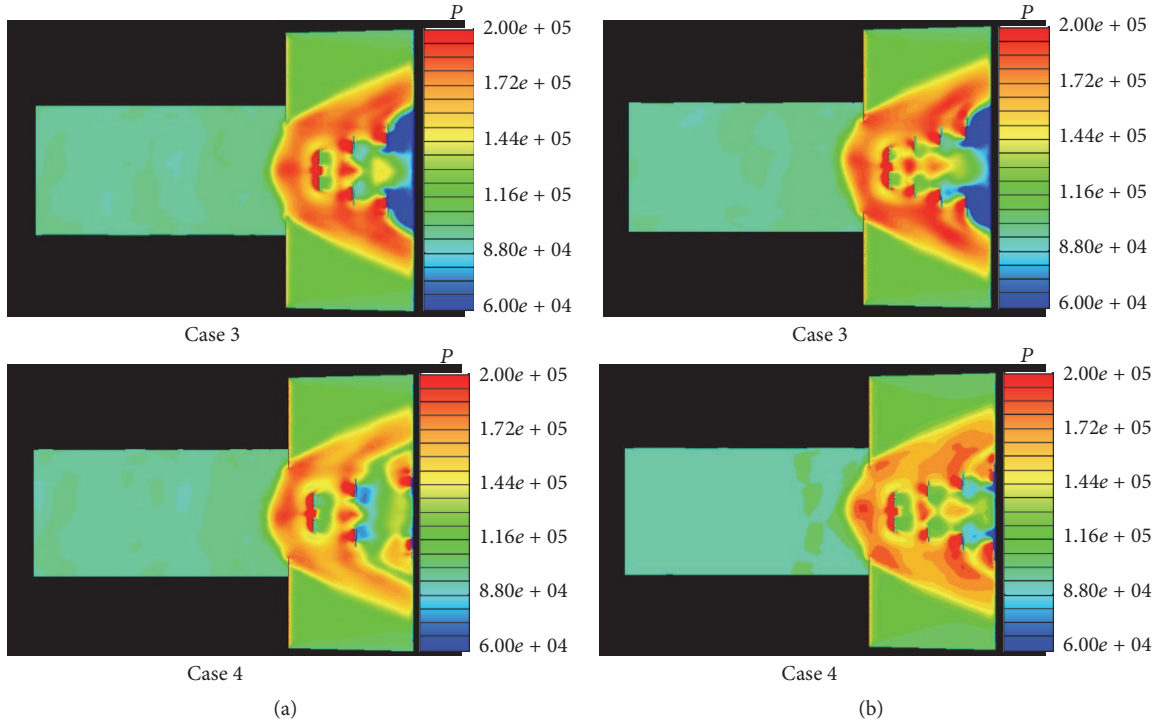 P
2.00e + 05
1.72e + 05
1.44e + 05
1.16e + 05
8.80e + 04
6.00e + 04
Case 3
P
2.00e + 05
1.72e + 05
1.44e + 05
1.16e + 05
8.80e + 04
6.00e + 04
Case 3
P
2.00e + 05
1.72e + 05
1.44e + 05
1.16e + 05
8.80e + 04
6.00e + 04
Case 4
(a)
P
2.00e + 05
1.72e + 05
1.44e + 05
1.16e + 05
8.80e + 04
6.00e + 04
Case 4
(b)